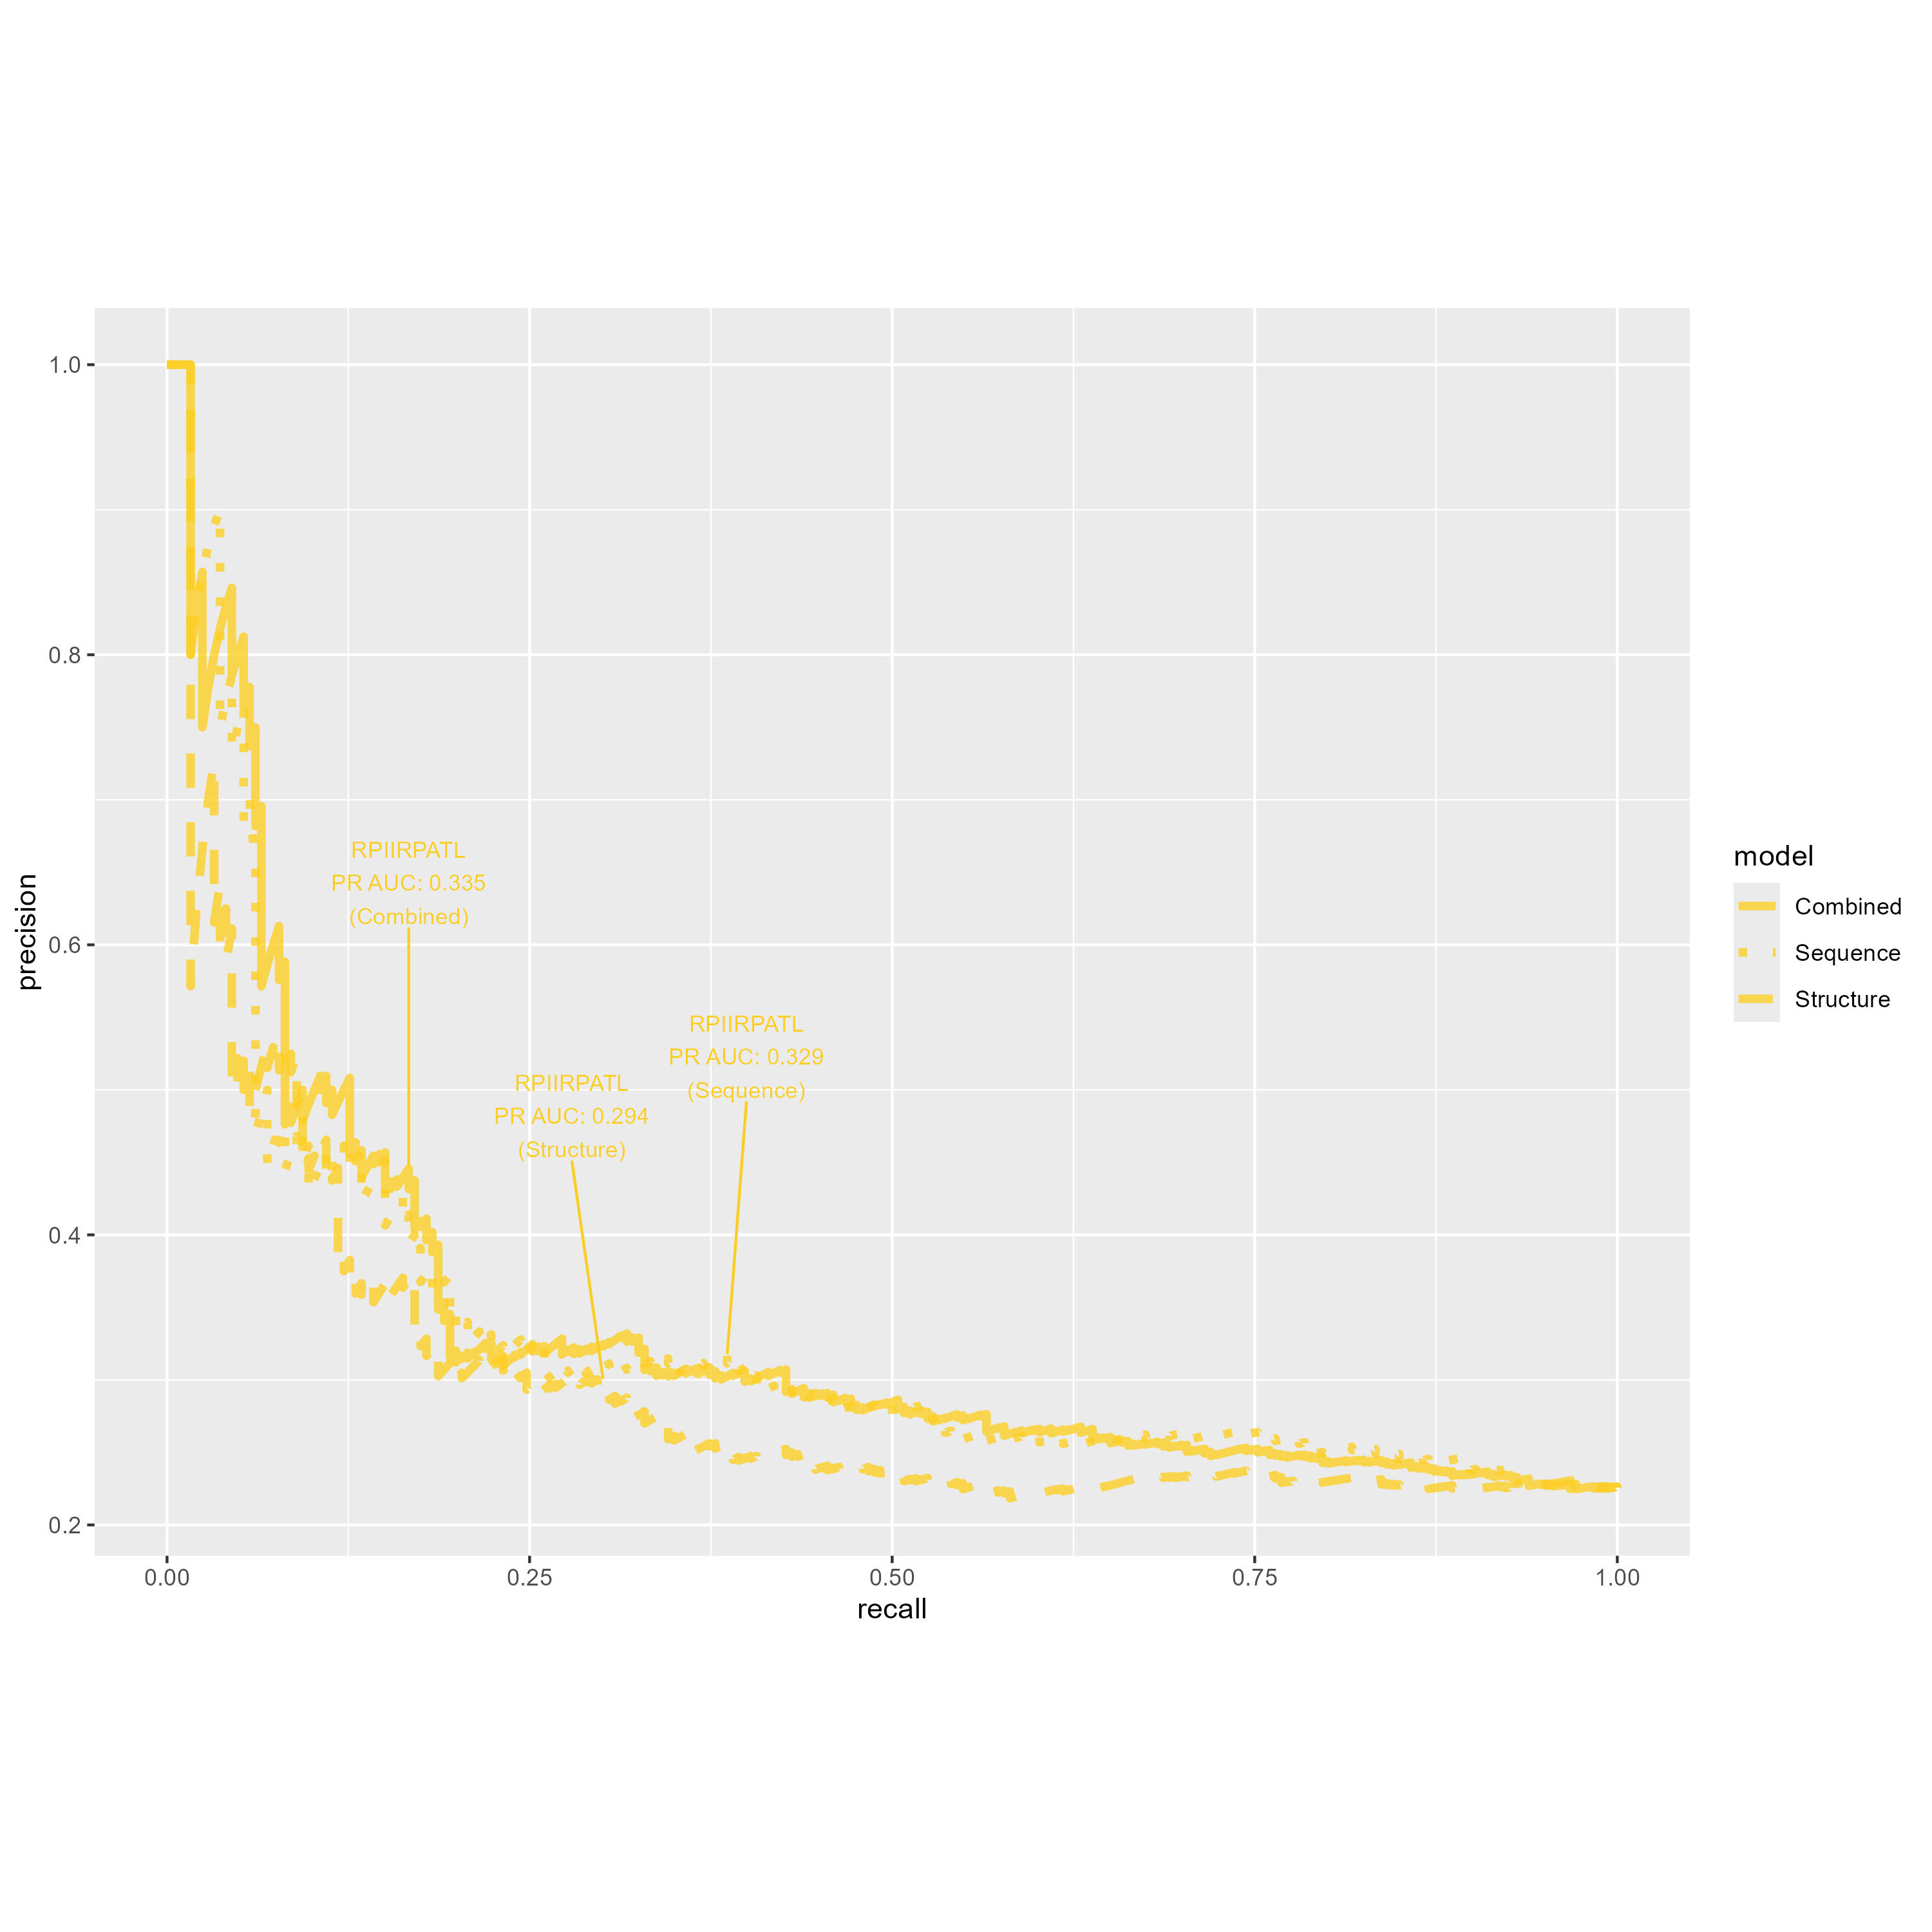 1.0
0.8
0.6
0.4
0.2
precision
RPIIRPATL
PR AUC: 0.335
(Combined)
RPIIRPATL
PR AUC: 0.329
(Sequence)
RPIIRPATL
PR AUC: 0.294
(Structure)
0.00
0.25
0.50
0.75
1.00
recall
model
Combined
Sequence
Structure